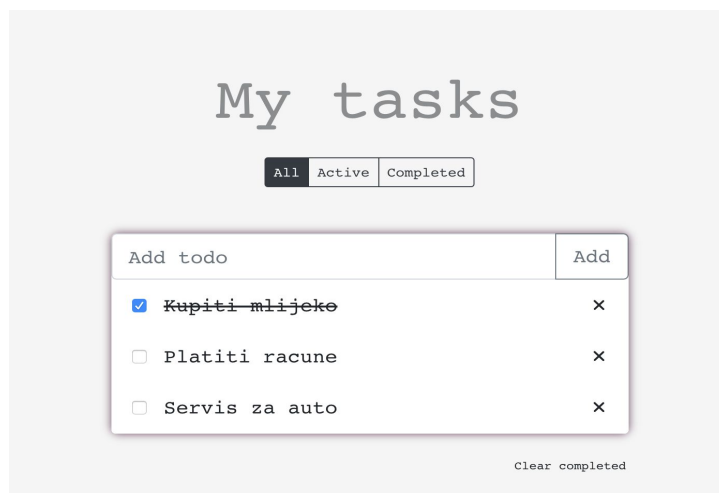 My tasks
All Active Completed
Add todo Add
Kupiti mlijeko
Platiti racune
Servis za auto
Clear completed